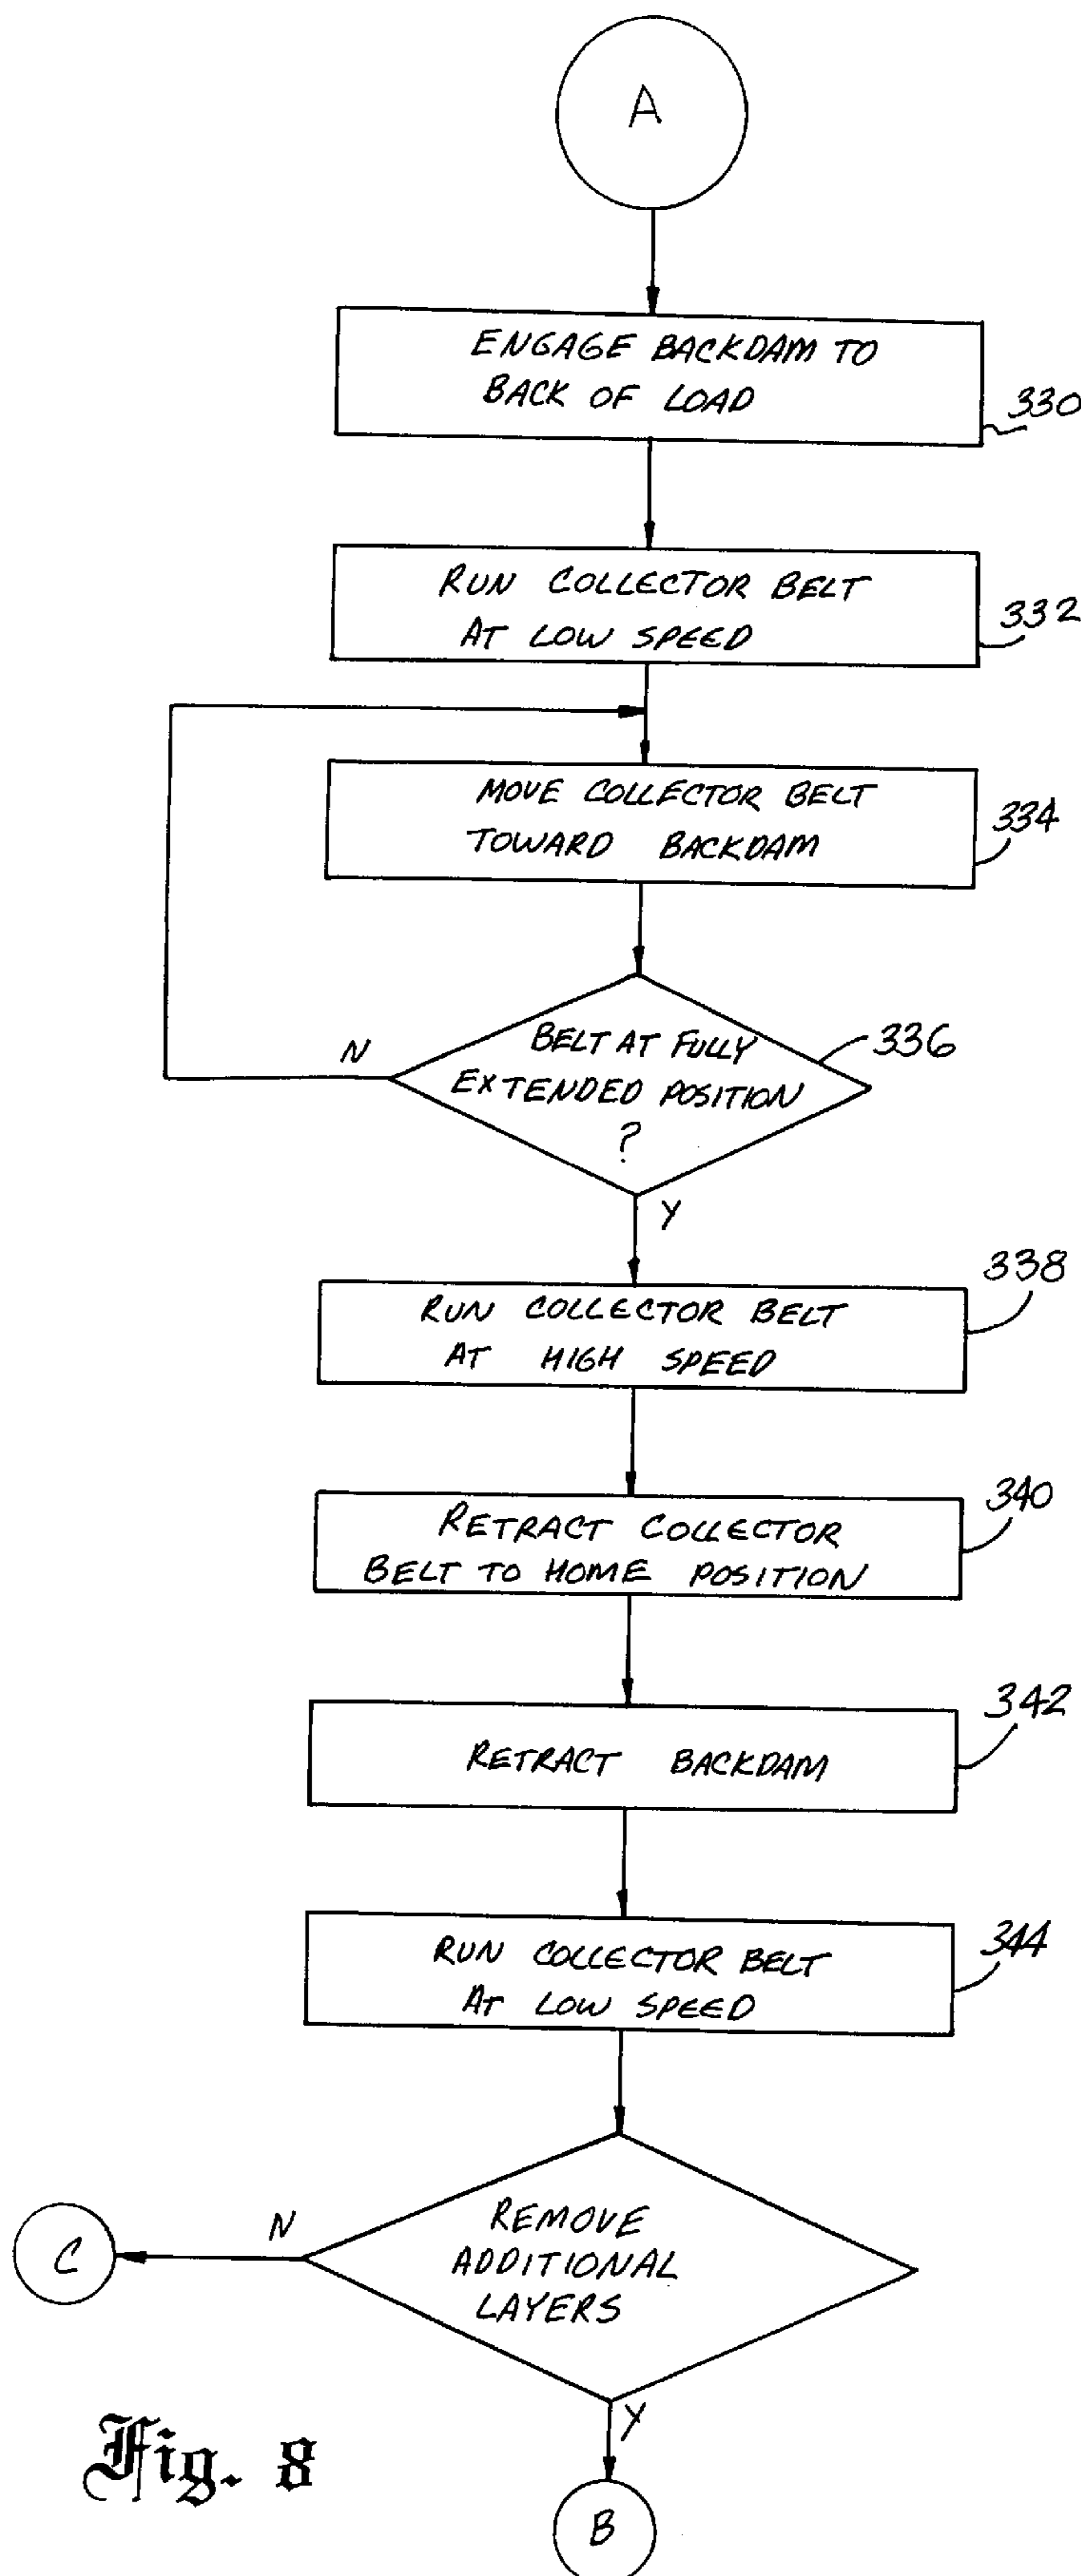 A
ENGAGE BACKDAM TO
BACK OF LOAD
330
RUN COLLECTOR BELT
AT LOW SPEED
332
MOVE COLLECTOR BELT
TOWARD BACKDAM
334
BELT AT FULLY
EXTENDED POSITION
?
336
N
Y
RUN COLLECTOR BELT
AT HIGH SPEED
338
RETRACT COLLECTOR
BELT TO HOME POSITION
340
RETRACT BACKDAM
342
RUN COLLECTOR BELT
AT LOW SPEED
344
REMOVE
ADDITIONAL
LAYERS
N
C
Y
B
Fig. 8